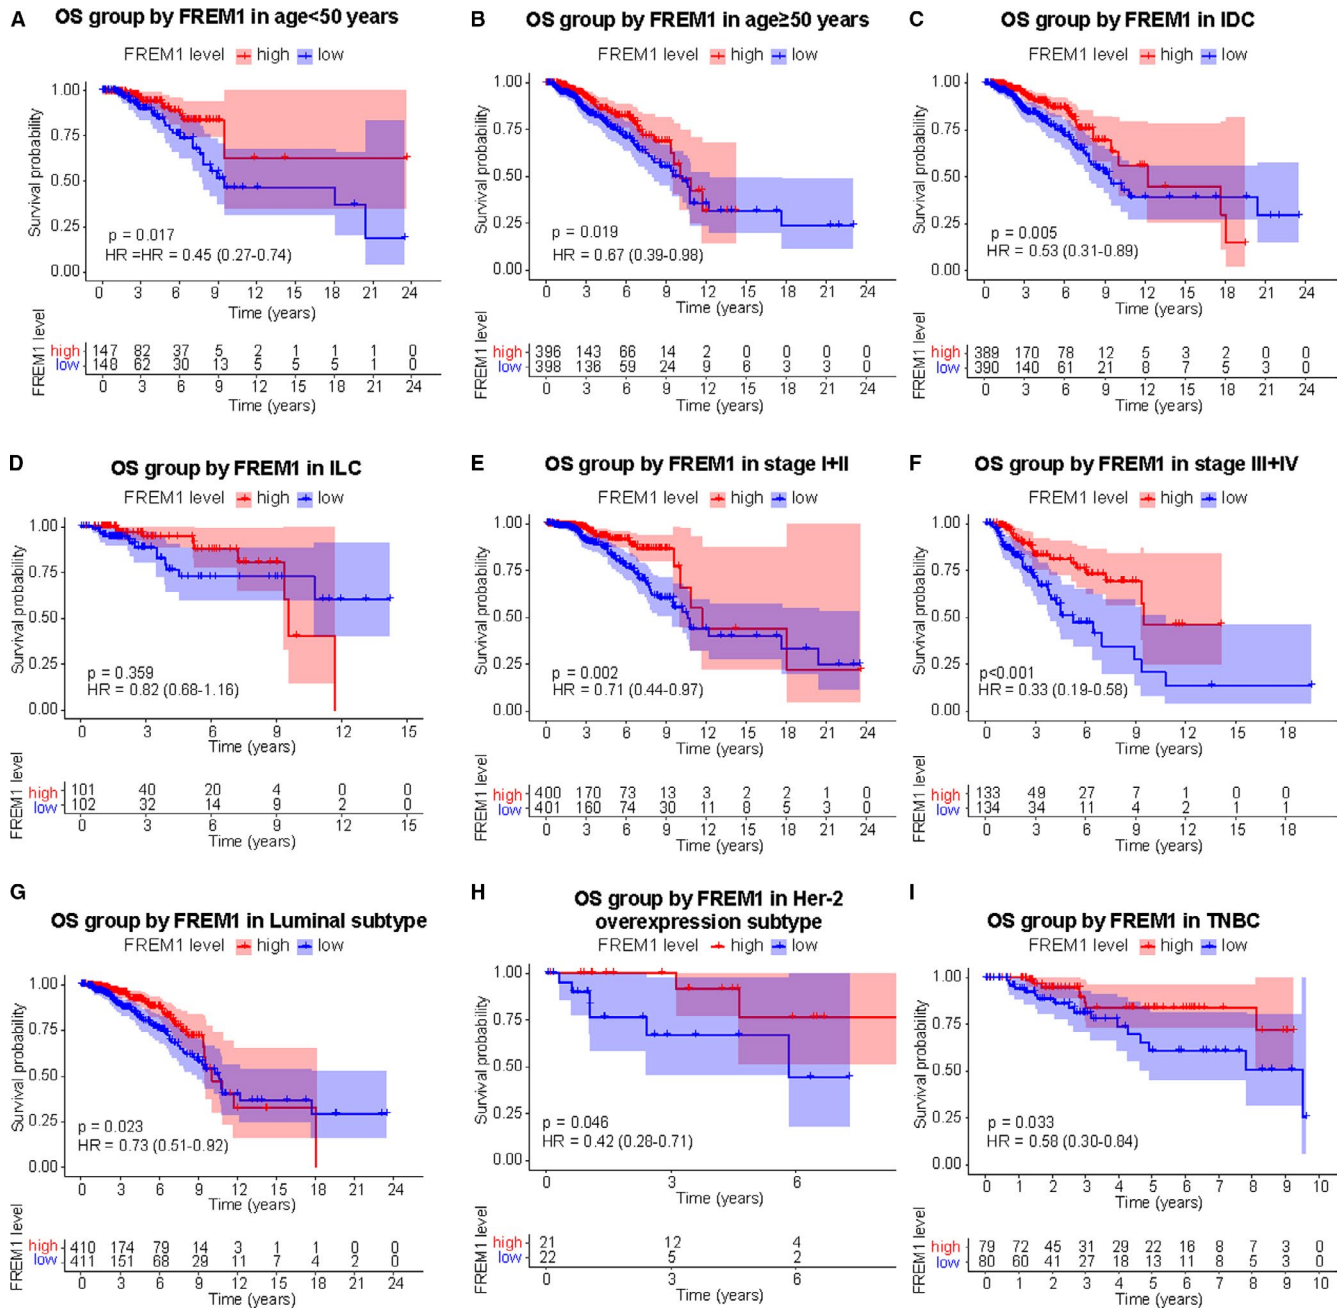 A
OS group by FREM1 in age<50 years
FREM1 level high low
Survival probability
1.00
0.75
0.50
0.25
0.00
p = 0.017
HR =HR = 0.45 (0.27-0.74)
0 3 6 9 12 15 18 21 24
Time (years)
FREM1 level
high 147 82 37 5 2 1 1 1 0
low 148 62 30 13 5 5 5 1 0
0 3 6 9 12 15 18 21 24
Time (years)
B
OS group by FREM1 in age≥50 years
FREM1 level high low
Survival probability
1.00
0.75
0.50
0.25
0.00
p = 0.019
HR = 0.67 (0.39-0.98)
0 3 6 9 12 15 18 21 24
Time (years)
FREM1 level
high 396 143 66 14 2 0 0 0 0
low 398 136 59 24 9 6 3 3 0
0 3 6 9 12 15 18 21 24
Time (years)
C
OS group by FREM1 in IDC
FREM1 level high low
Survival probability
1.00
0.75
0.50
0.25
0.00
p = 0.005
HR = 0.53 (0.31-0.89)
0 3 6 9 12 15 18 21 24
Time (years)
FREM1 level
high 389 170 78 12 5 3 2 0 0
low 390 140 61 21 8 7 5 3 0
0 3 6 9 12 15 18 21 24
Time (years)
D
OS group by FREM1 in ILC
FREM1 level high low
Survival probability
1.00
0.75
0.50
0.25
0.00
p = 0.359
HR = 0.82 (0.68-1.16)
0 3 6 9 12 15
Time (years)
FREM1 level
high 101 40 20 4 0 0
low 102 32 14 9 2 0
0 3 6 9 12 15
Time (years)
E
OS group by FREM1 in stage I+II
FREM1 level high low
Survival probability
1.00
0.75
0.50
0.25
0.00
p = 0.002
HR = 0.71 (0.44-0.97)
0 3 6 9 12 15 18 21 24
Time (years)
FREM1 level
high 400 170 73 13 3 2 2 1 0
low 401 160 74 30 11 8 5 3 0
0 3 6 9 12 15 18 21 24
Time (years)
F
OS group by FREM1 in stage III+IV
FREM1 level high low
Survival probability
1.00
0.75
0.50
0.25
0.00
p<0.001
HR = 0.33 (0.19-0.58)
0 3 6 9 12 15 18
Time (years)
FREM1 level
high 133 49 27 7 1 0 0
low 134 34 11 4 2 1 1
0 3 6 9 12 15 18
Time (years)
G
OS group by FREM1 in Luminal subtype
FREM1 level high low
Survival probability
1.00
0.75
0.50
0.25
0.00
p = 0.023
HR = 0.73 (0.51-0.92)
0 3 6 9 12 15 18 21 24
Time (years)
FREM1 level
high 410 174 79 14 3 1 1 0 0
low 411 151 68 29 11 7 4 2 0
0 3 6 9 12 15 18 21 24
Time (years)
H
OS group by FREM1 in Her-2
overexpression subtype
FREM1 level high low
Survival probability
1.00
0.75
0.50
0.25
0.00
p = 0.046
HR = 0.42 (0.28-0.71)
0 3 6
Time (years)
FREM1 level
high 21 12 4
low 22 5 2
0 3 6
Time (years)
I
OS group by FREM1 in TNBC
FREM1 level high low
Survival probability
1.00
0.75
0.50
0.25
0.00
p = 0.033
HR = 0.58 (0.30-0.84)
0 1 2 3 4 5 6 7 8 9 10
Time (years)
FREM1 level
high 79 72 45 31 29 22 16 8 7 3 0
low 80 60 41 27 18 13 11 8 5 3 0
0 1 2 3 4 5 6 7 8 9 10
Time (years)